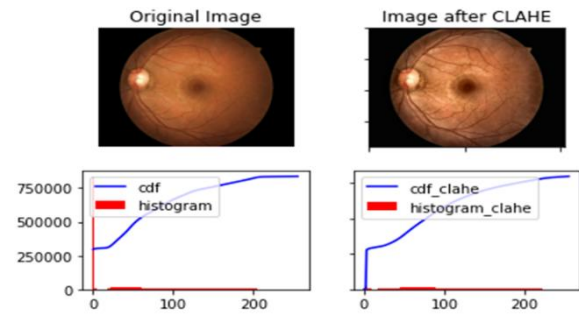 Original Image
Image after CLAHE
750000
500000
250000
0
cdf
histogram
0
100
200
cdf_clahe
histogram_clahe
0
100
200